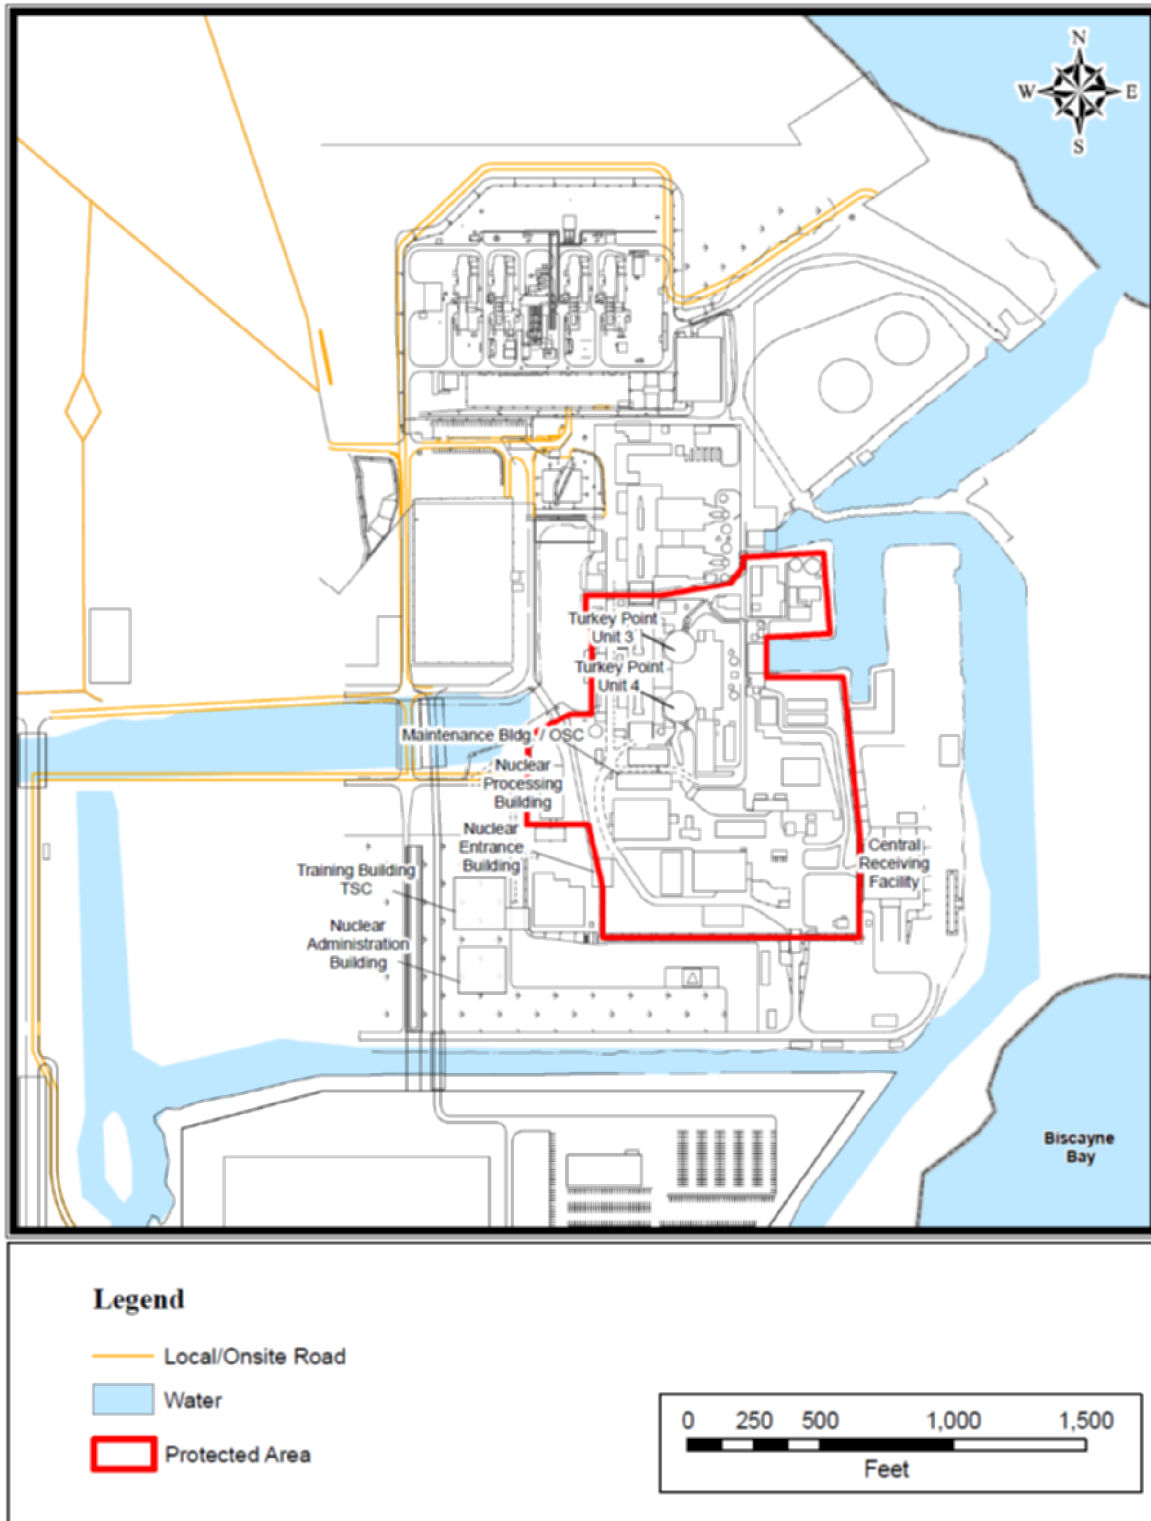 N
W E
S
Turkey Point
Unit 3
Turkey Point
Unit 4
Maintenance Bldg. / OSC
Nuclear
Processing
Building
Nuclear
Entrance
Building
Central
Receiving
Facility
Training Building
TSC
Nuclear
Administration
Building
Biscayne
Bay
Legend
Local/Onsite Road
Water
Protected Area
0 250 500 1,000 1,500
Feet